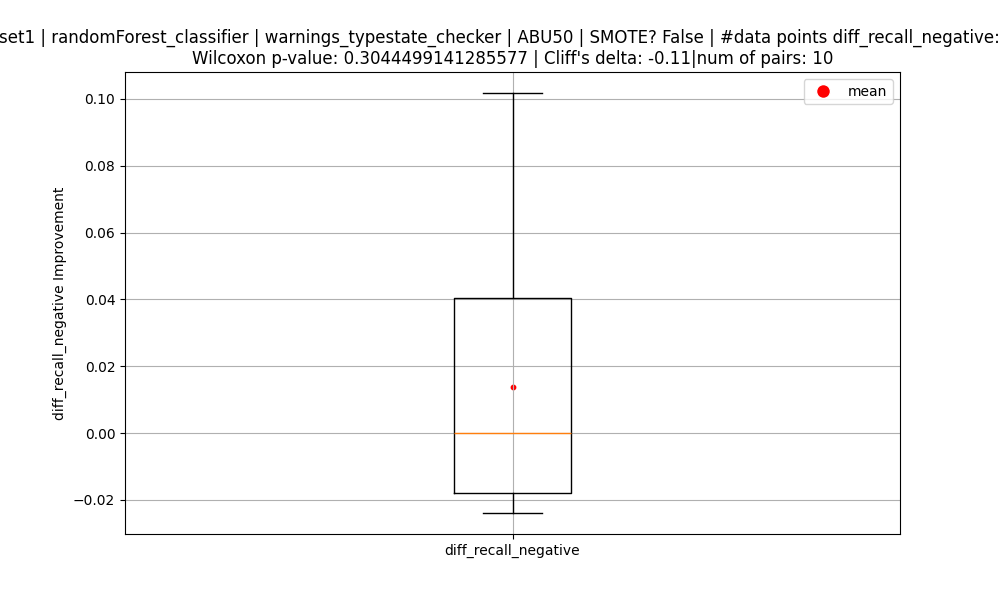 set1 | randomForest_classifier | warnings_typestate_checker | ABU50 | SMOTE? False | #data points diff_recall_negative:
Wilcoxon p-value: 0.3044499141285577 | Cliff's delta: -0.11|num of pairs: 10
mean
0.10
0.08
0.06
0.04
0.02
0.00
−0.02
diff_recall_negative Improvement
diff_recall_negative